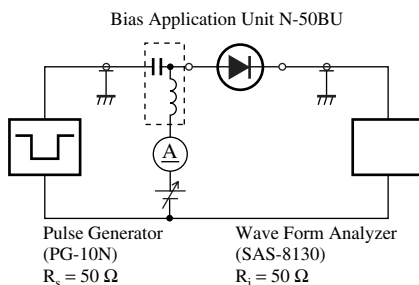 Bias Application Unit N-50BU
A
Pulse Generator
(PG-10N)
Rs = 50 Ω
Wave Form Analyzer
(SAS-8130)
Ri = 50 Ω